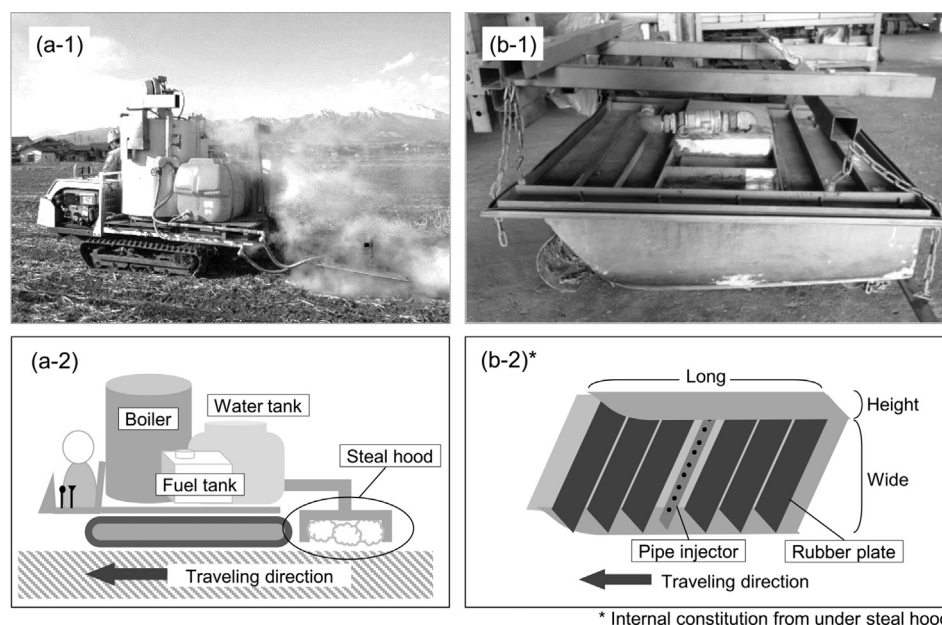 (a-1)
(b-1)
(a-2)
Boiler
Water tank
Fuel tank
Steal hood
Traveling direction
(b-2)*
Long
Height
Wide
Pipe injector
Rubber plate
Traveling direction
* Internal constitution from under steal hood